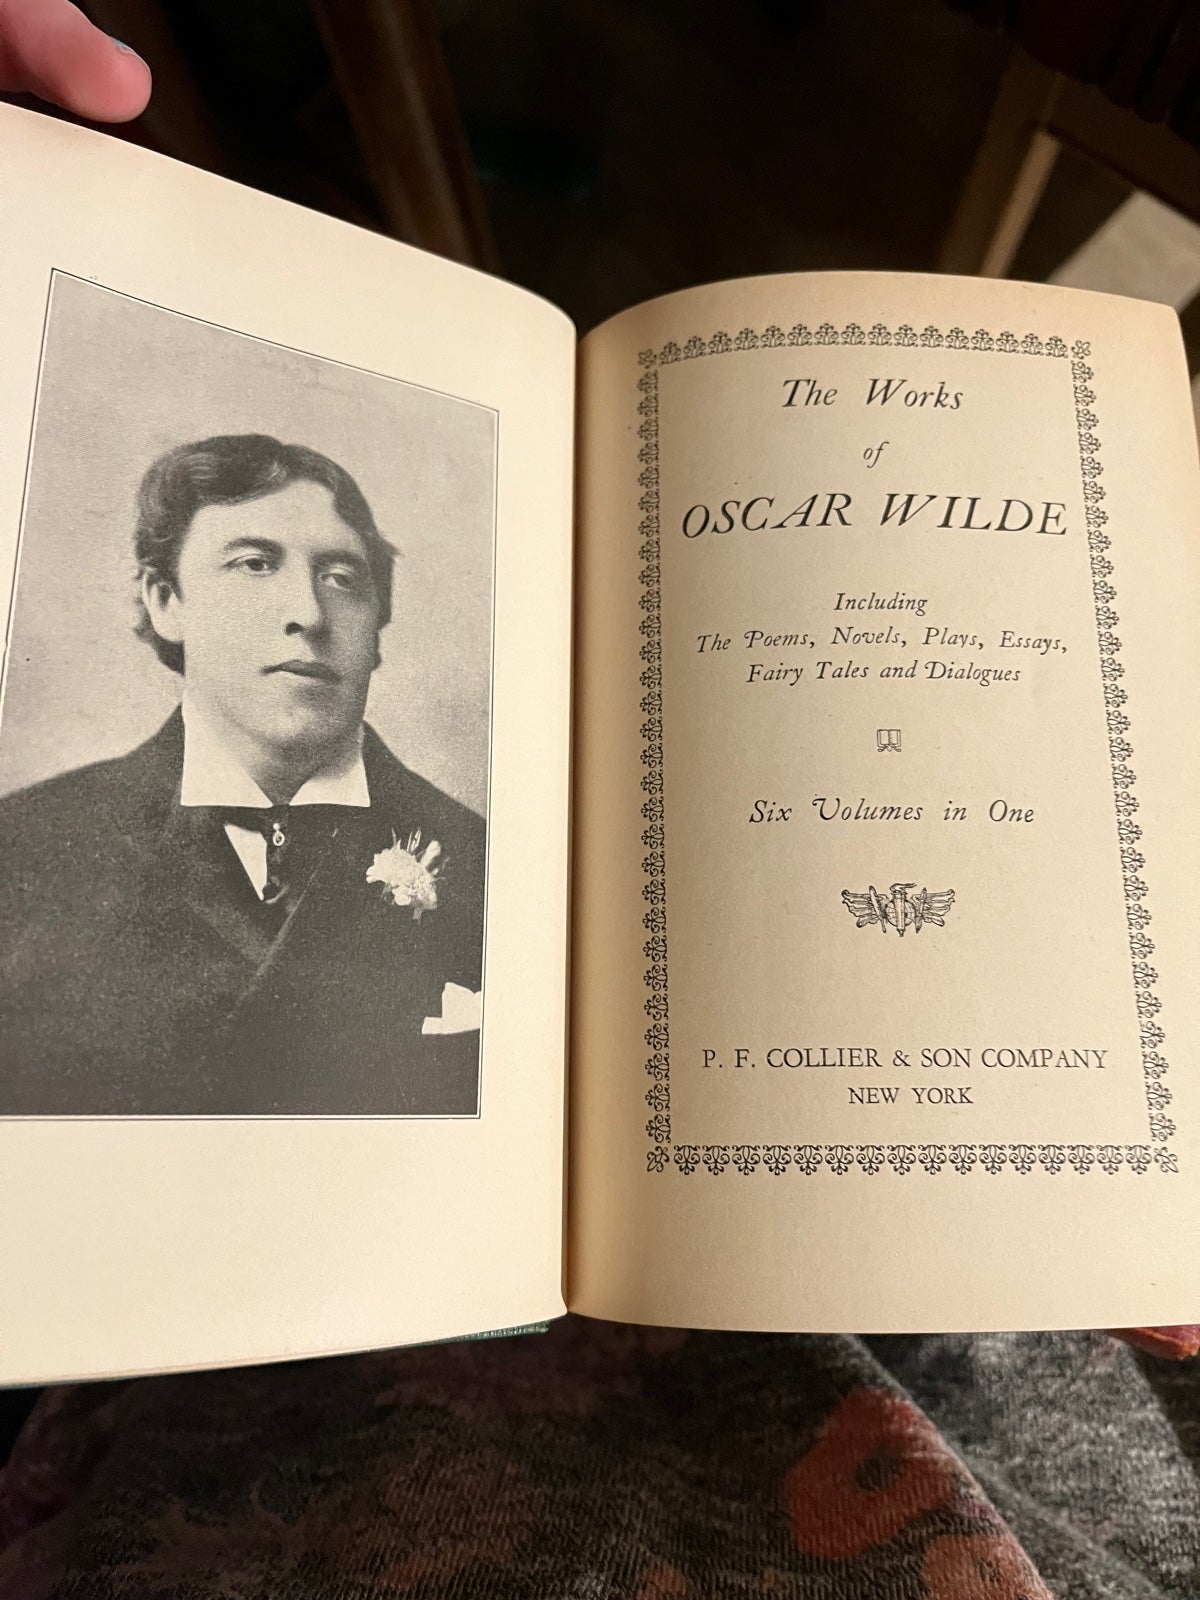 The Works
of
OSCAR WILDE
Including
The Poems, Novels, Plays, Essays,
Fairy Tales and Dialogues
Six Volumes in One
P. F. COLLIER & SON COMPANY
NEW YORK